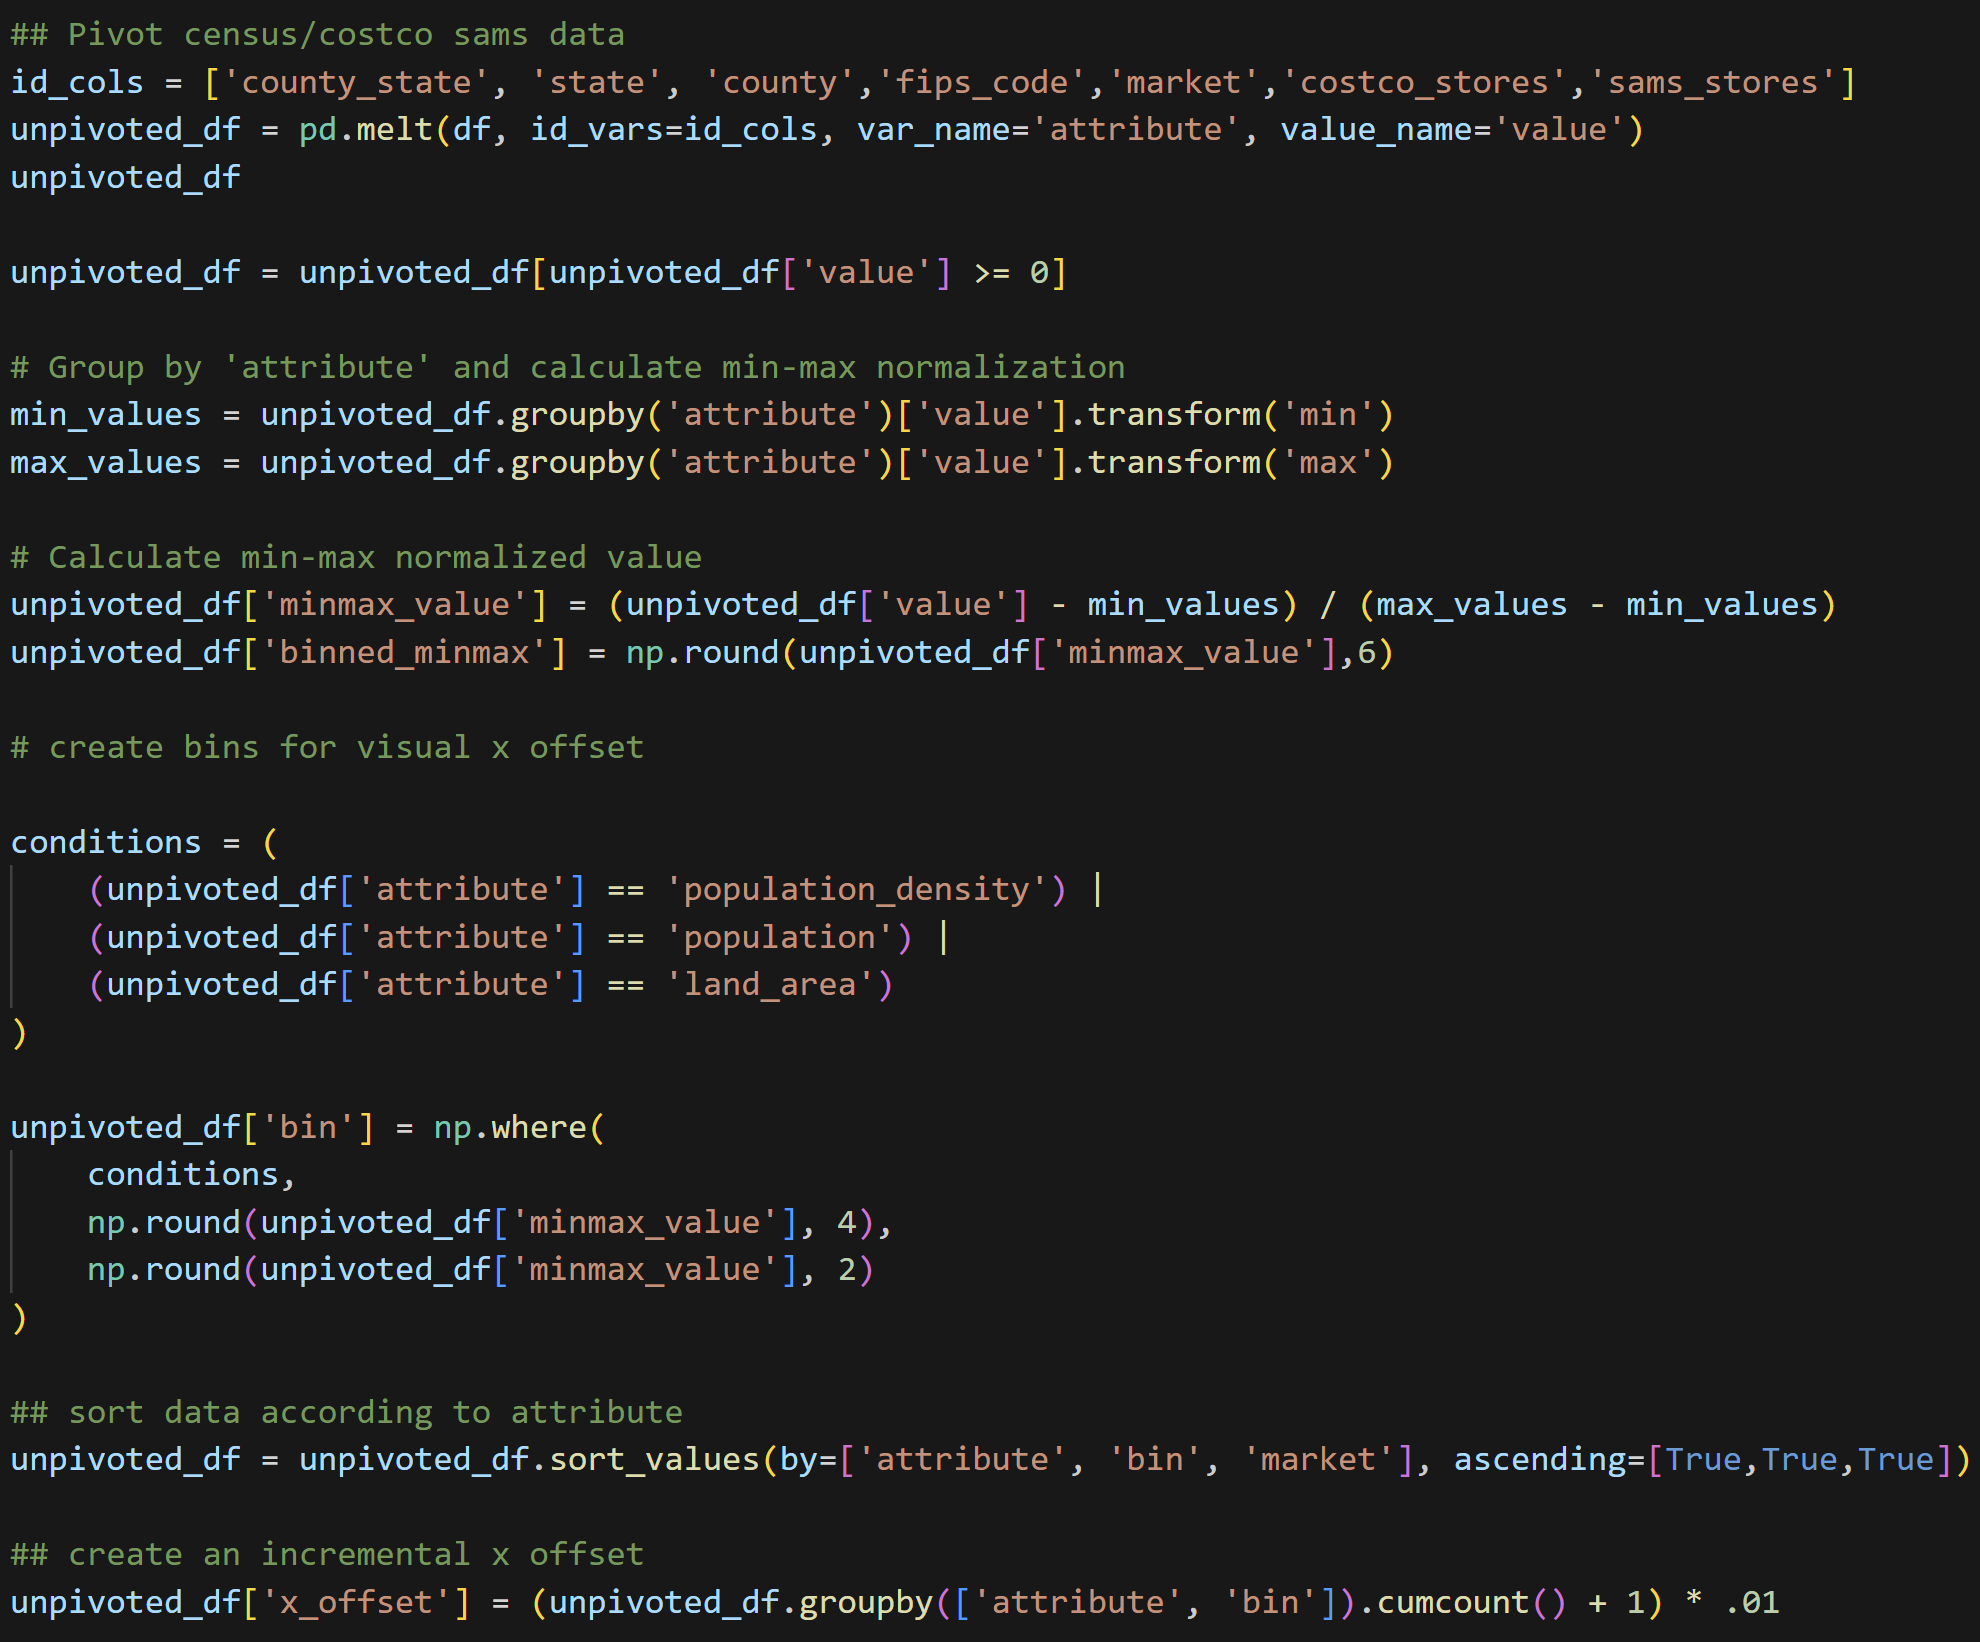 ## Pivot census/costco sams data
id_cols = ['county_state', 'state', 'county','fips_code','market','costco_stores','sams_stores']
unpivoted_df = pd.melt(df, id_vars=id_cols, var_name='attribute', value_name='value')
unpivoted_df
unpivoted_df = unpivoted_df[unpivoted_df['value'] >= 0]
# Group by 'attribute' and calculate min-max normalization
min_values = unpivoted_df.groupby('attribute')['value'].transform('min')
max_values = unpivoted_df.groupby('attribute')['value'].transform('max')
# Calculate min-max normalized value
unpivoted_df['minmax_value'] = (unpivoted_df['value'] - min_values) / (max_values - min_values)
unpivoted_df['binned_minmax'] = np.round(unpivoted_df['minmax_value'],6)
# create bins for visual x offset
conditions = (
    (unpivoted_df['attribute'] == 'population_density') |
    (unpivoted_df['attribute'] == 'population') |
    (unpivoted_df['attribute'] == 'land_area')
)
unpivoted_df['bin'] = np.where(
    conditions,
    np.round(unpivoted_df['minmax_value'], 4),
    np.round(unpivoted_df['minmax_value'], 2)
)
## sort data according to attribute
unpivoted_df = unpivoted_df.sort_values(by=['attribute', 'bin', 'market'], ascending=[True,True,True])
## create an incremental x offset
unpivoted_df['x_offset'] = (unpivoted_df.groupby(['attribute', 'bin']).cumcount() + 1) * .01